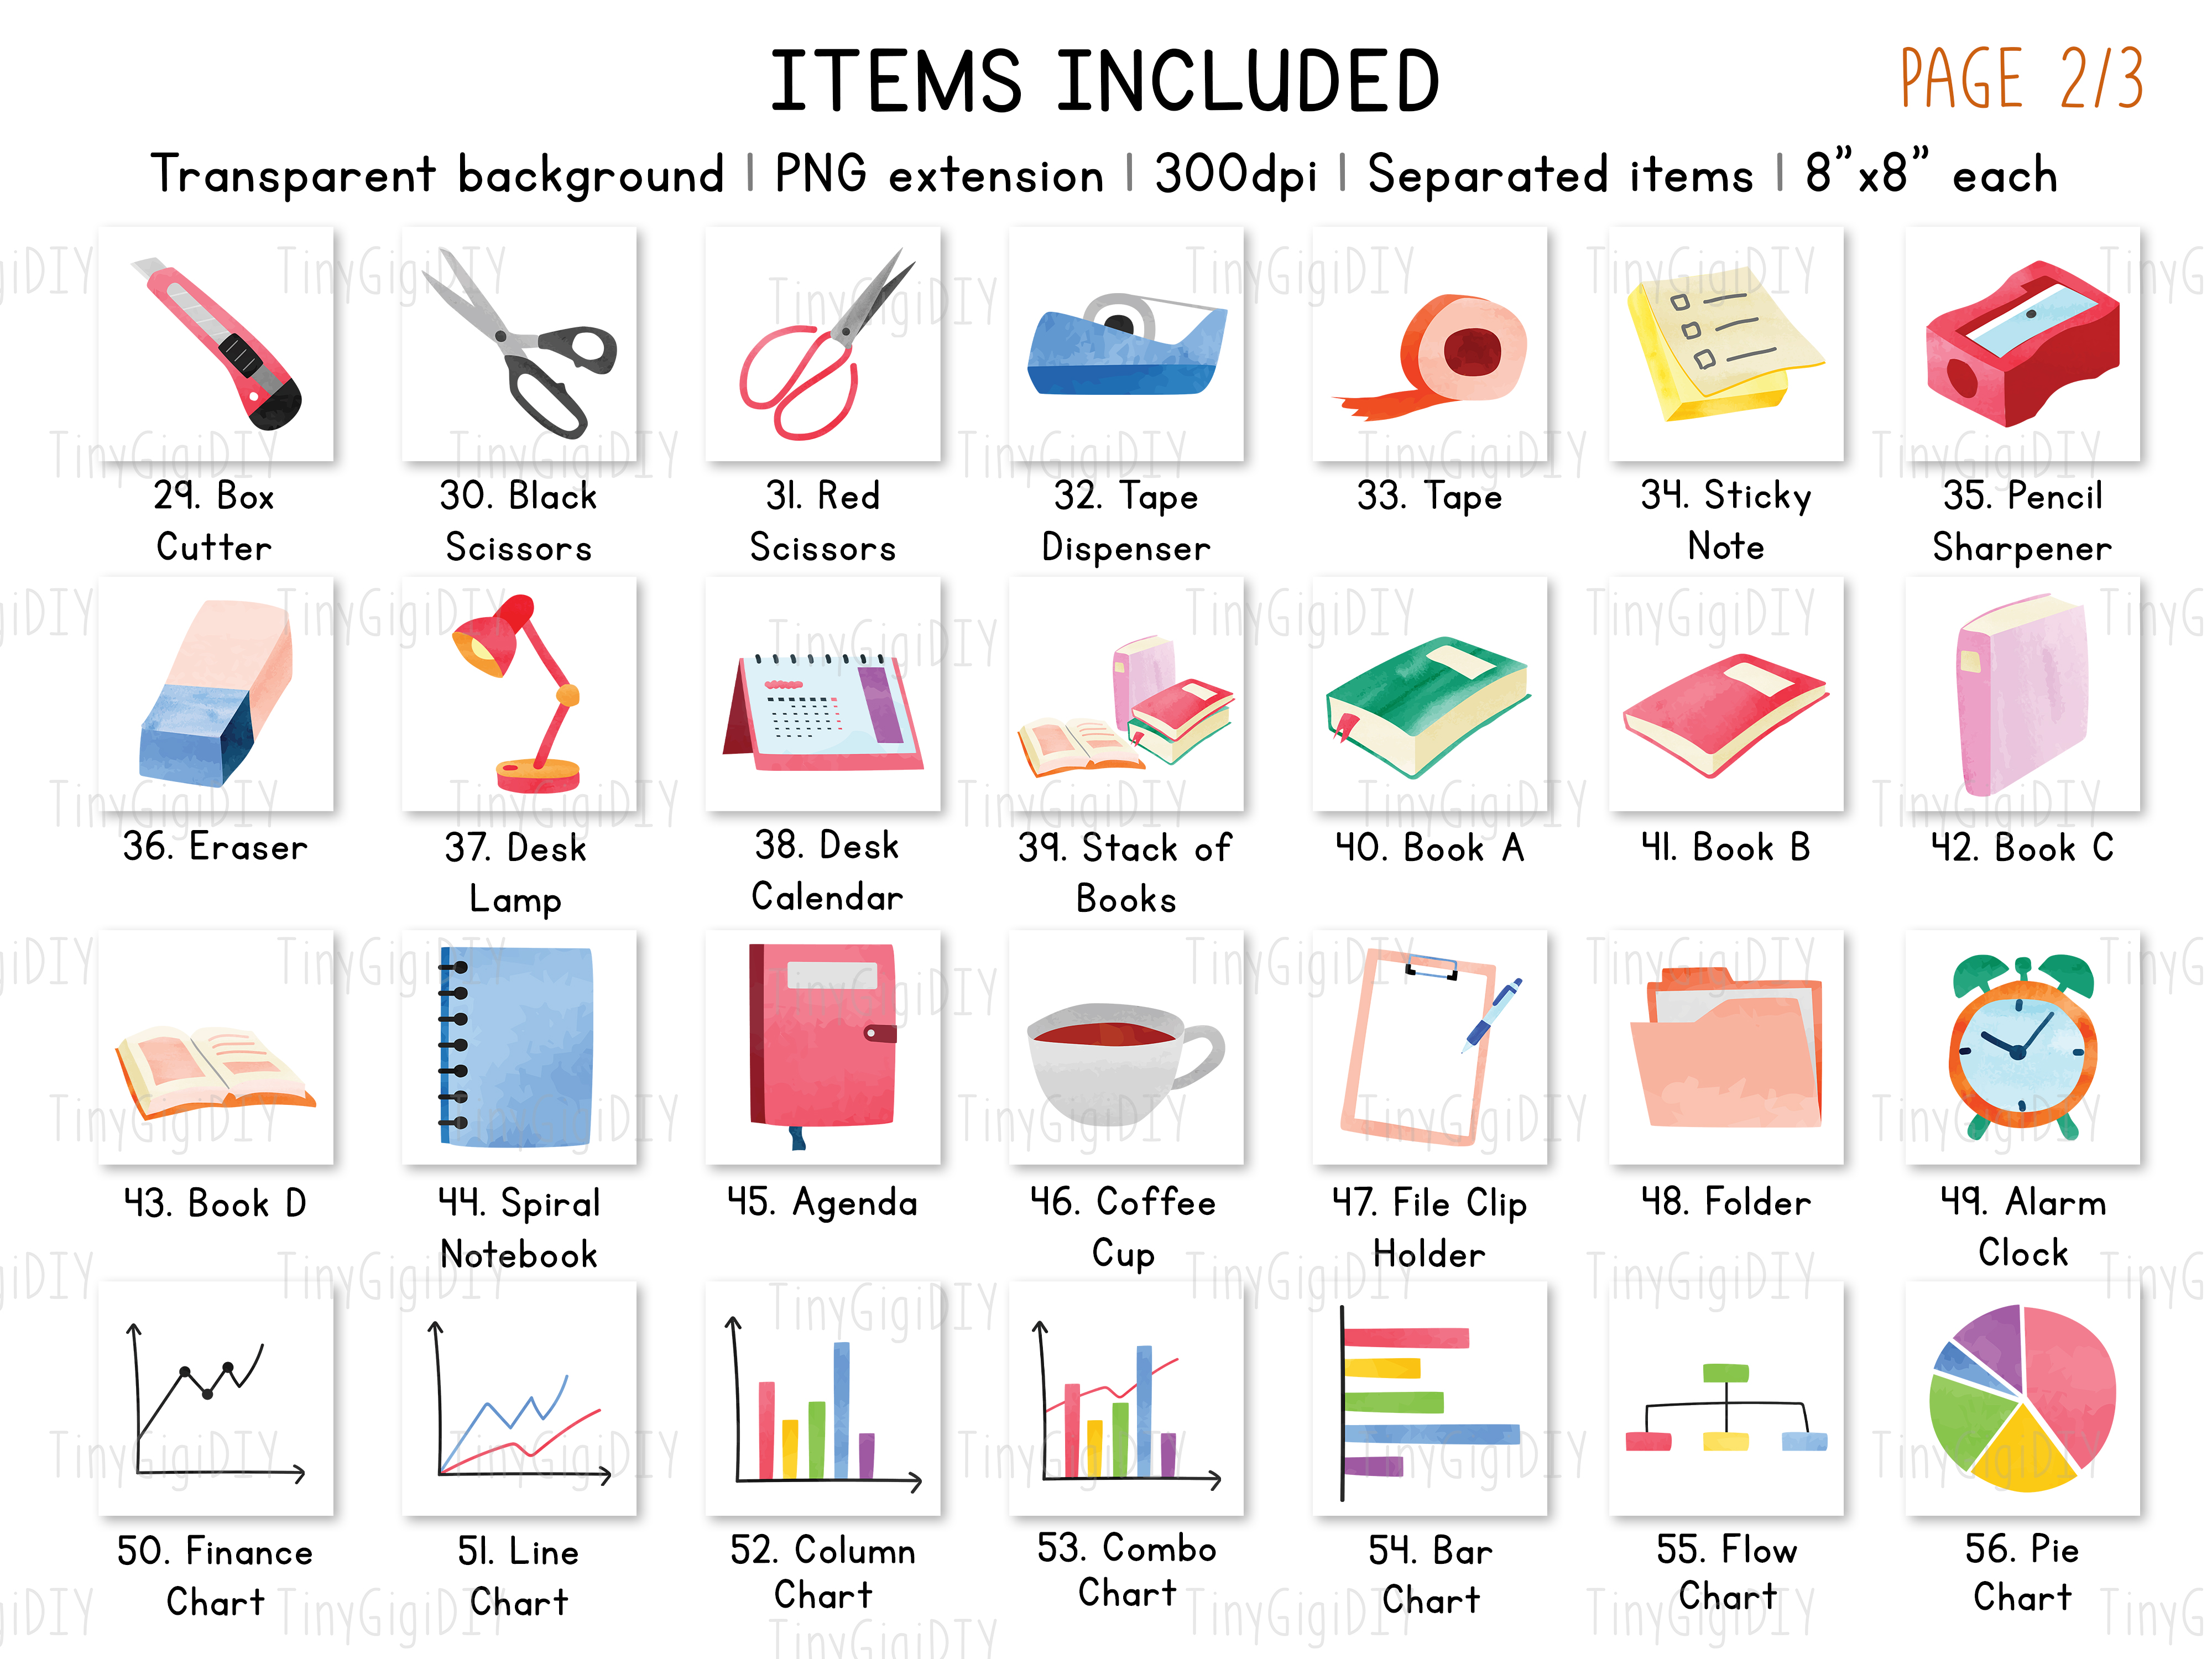 ITEMS INCLUDED
PAGE 2/3
Transparent background | PNG extension | 300dpi | Separated items | 8”x8” each
29. Box
Cutter
30. Black
Scissors
31. Red
Scissors
32. Tape
Dispenser
33. Tape
34. Sticky
Note
35. Pencil
Sharpener
36. Eraser
37. Desk
Lamp
38. Desk
Calendar
39. Stack of
Books
40. Book A
41. Book B
42. Book C
43. Book D
44. Spiral
Notebook
45. Agenda
46. Coffee
Cup
47. File Clip
Holder
48. Folder
49. Alarm
Clock
50. Finance
Chart
51. Line
Chart
52. Column
Chart
53. Combo
Chart
54. Bar
Chart
55. Flow
Chart
56. Pie
Chart
TinyGigiDIY